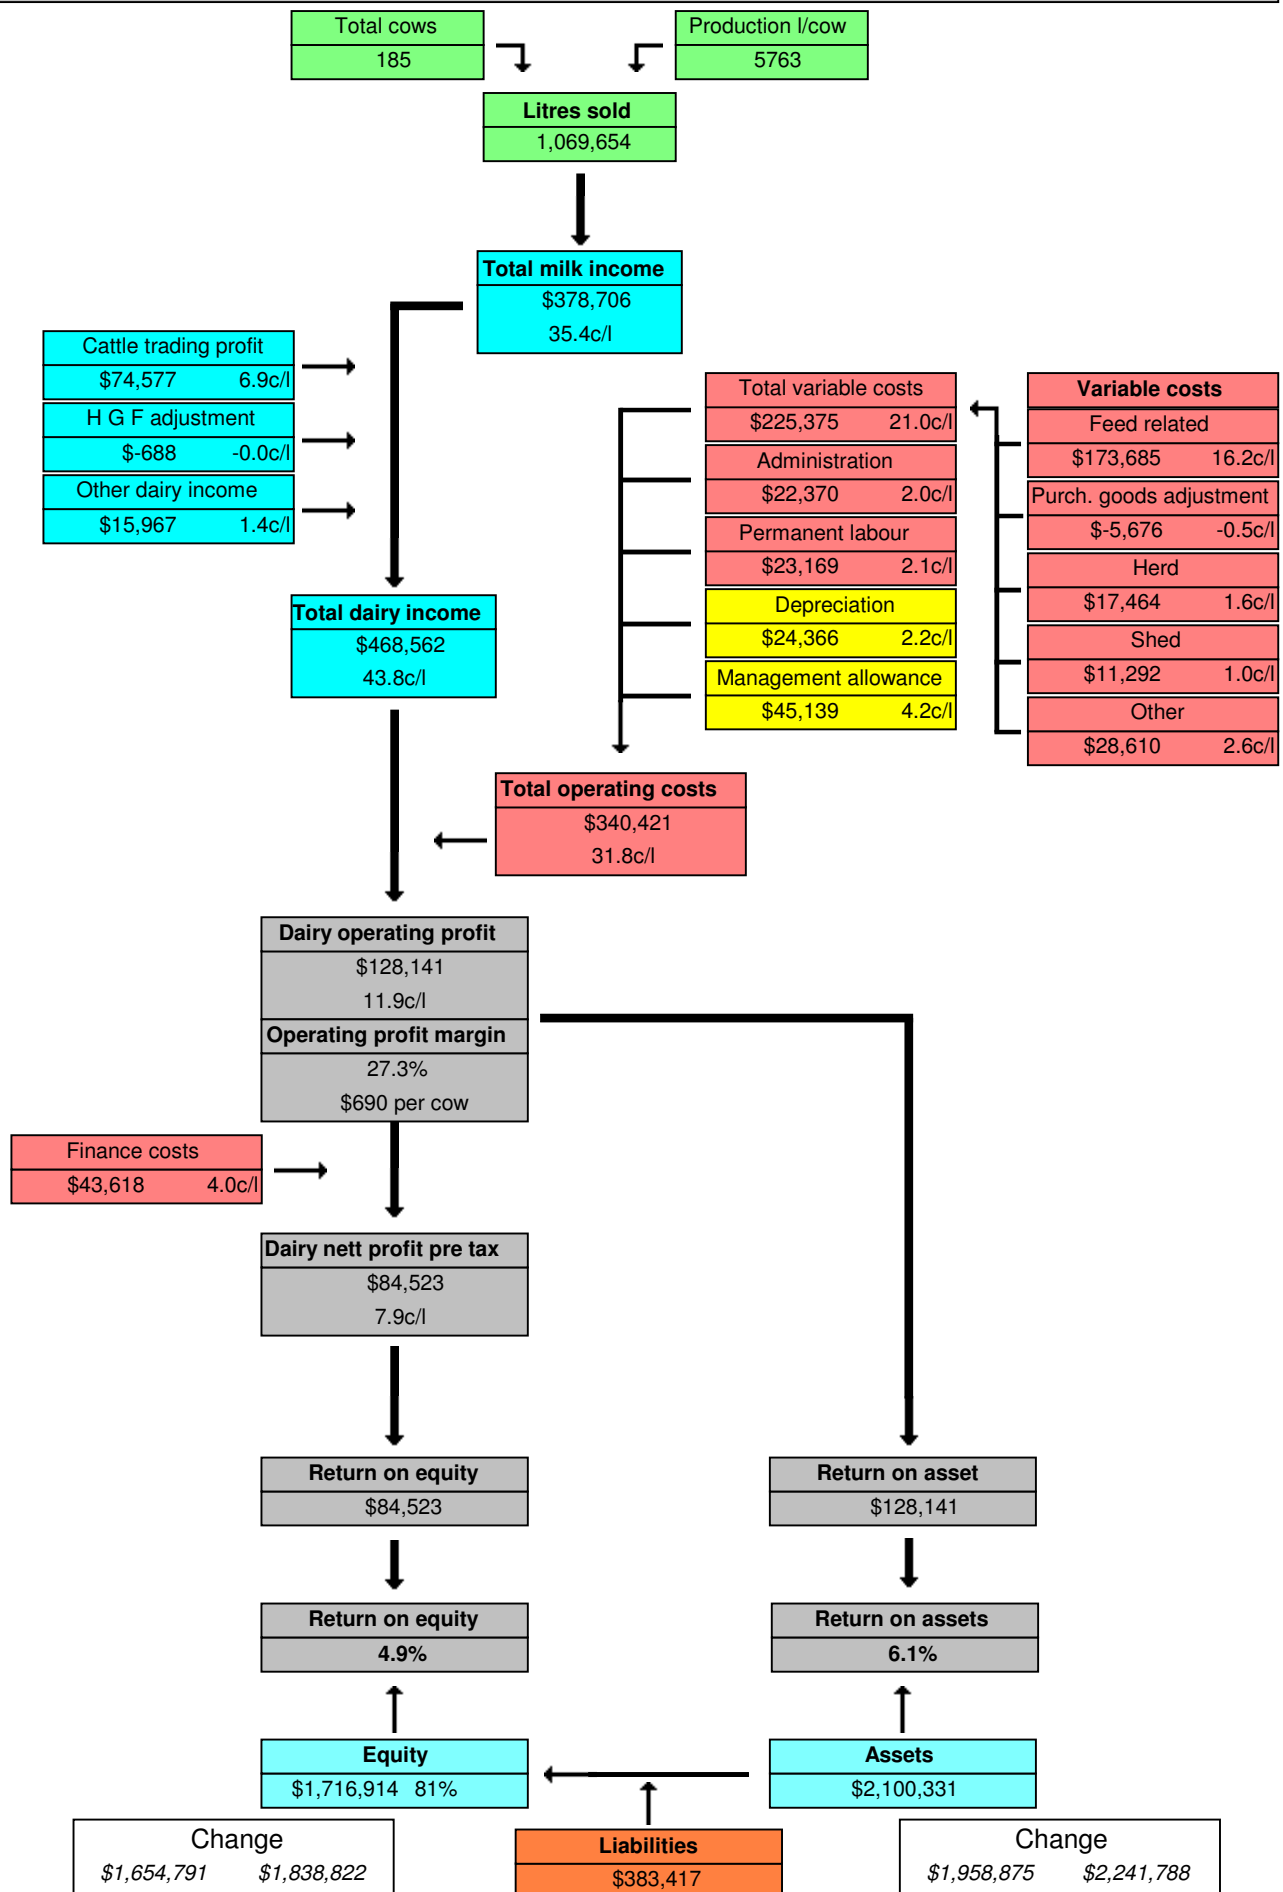 Total cows
185
Production l/cow
5763
Litres sold
1,069,654
Total milk income
$378,706
35.4c/l
Cattle trading profit
$74,577 6.9c/l
H G F adjustment
$-688 -0.0c/l
Other dairy income
$15,967 1.4c/l
Total variable costs
$225,375 21.0c/l
Administration
$22,370 2.0c/l
Permanent labour
$23,169 2.1c/l
Depreciation
$24,366 2.2c/l
Management allowance
$45,139 4.2c/l
Variable costs
Feed related
$173,685 16.2c/l
Purch. goods adjustment
$-5,676 -0.5c/l
Herd
$17,464 1.6c/l
Shed
$11,292 1.0c/l
Other
$28,610 2.6c/l
Total dairy income
$468,562
43.8c/l
Total operating costs
$340,421
31.8c/l
Dairy operating profit
$128,141
11.9c/l
Operating profit margin
27.3%
$690 per cow
Finance costs
$43,618 4.0c/l
Dairy nett profit pre tax
$84,523
7.9c/l
Return on equity
$84,523
Return on asset
$128,141
Return on equity
4.9%
Return on assets
6.1%
Equity
$1,716,914 81%
Assets
$2,100,331
Change
$1,654,791 $1,838,822
Liabilities
$383,417
Change
$1,958,875 $2,241,788